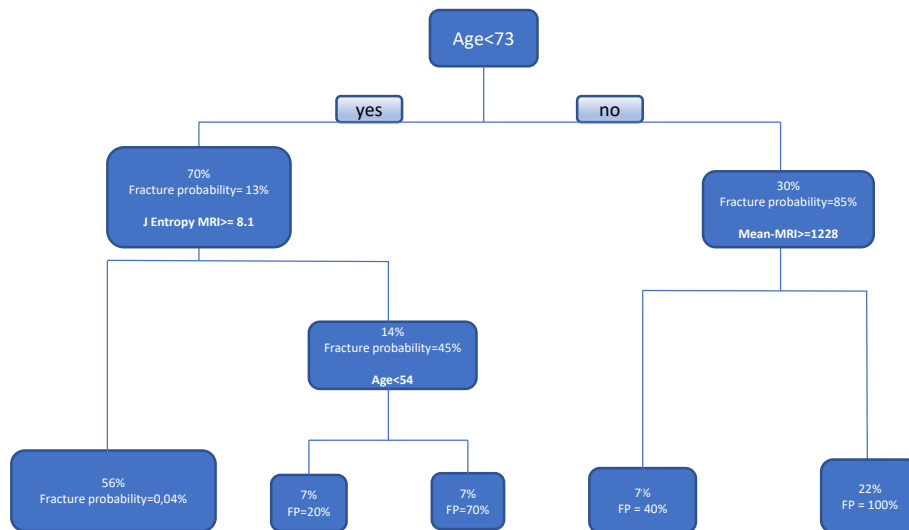 Age<73
yes
no
70%
Fracture probability= 13%
J Entropy MRI>= 8.1
30%
Fracture probability=85%
Mean-MRI>=1228
14%
Fracture probability=45%
Age<54
56%
Fracture probability=0,04%
7%
FP=20%
7%
FP=70%
7%
FP = 40%
22%
FP = 100%